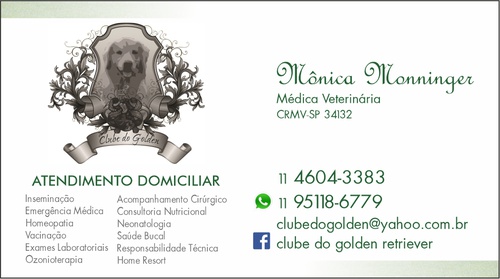 Clube do Golden
ATENDIMENTO DOMICILIAR
Inseminação
Emergência Médica
Homeopatia
Vacinação
Exames Laboratoriais
Ozonioterapia
Acompanhamento Cirúrgico
Consultoria Nutricional
Neonatologia
Saúde Bucal
Responsabilidade Técnica
Home Resort
Mônica Monninger
Médica Veterinária
CRMV-SP 34132
11 4604-3383
11 95118-6779
clubedogolden@yahoo.com.br
clube do golden retriever